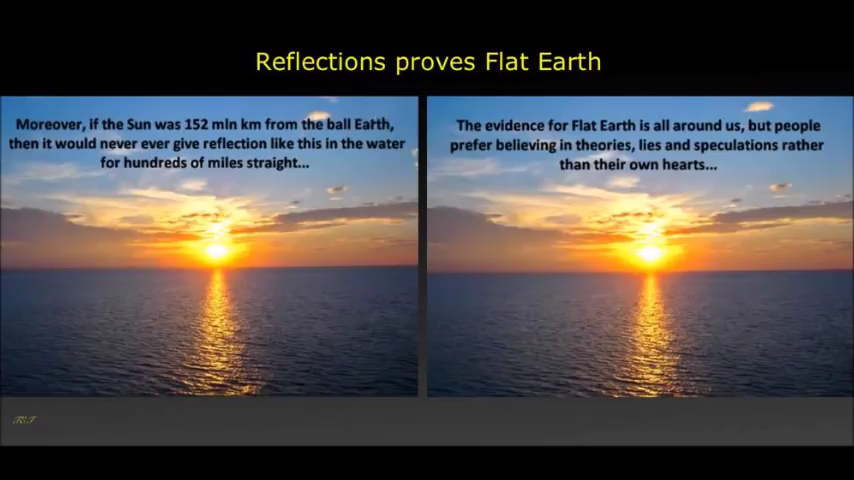 Reflections proves Flat Earth
Moreover, if the Sun was 152 mln km from the ball Earth,
then it would never ever give reflection like this in the water
for hundreds of miles straight...
The evidence for Flat Earth is all around us, but people
prefer believing in theories, lies and speculations rather
than their own hearts...